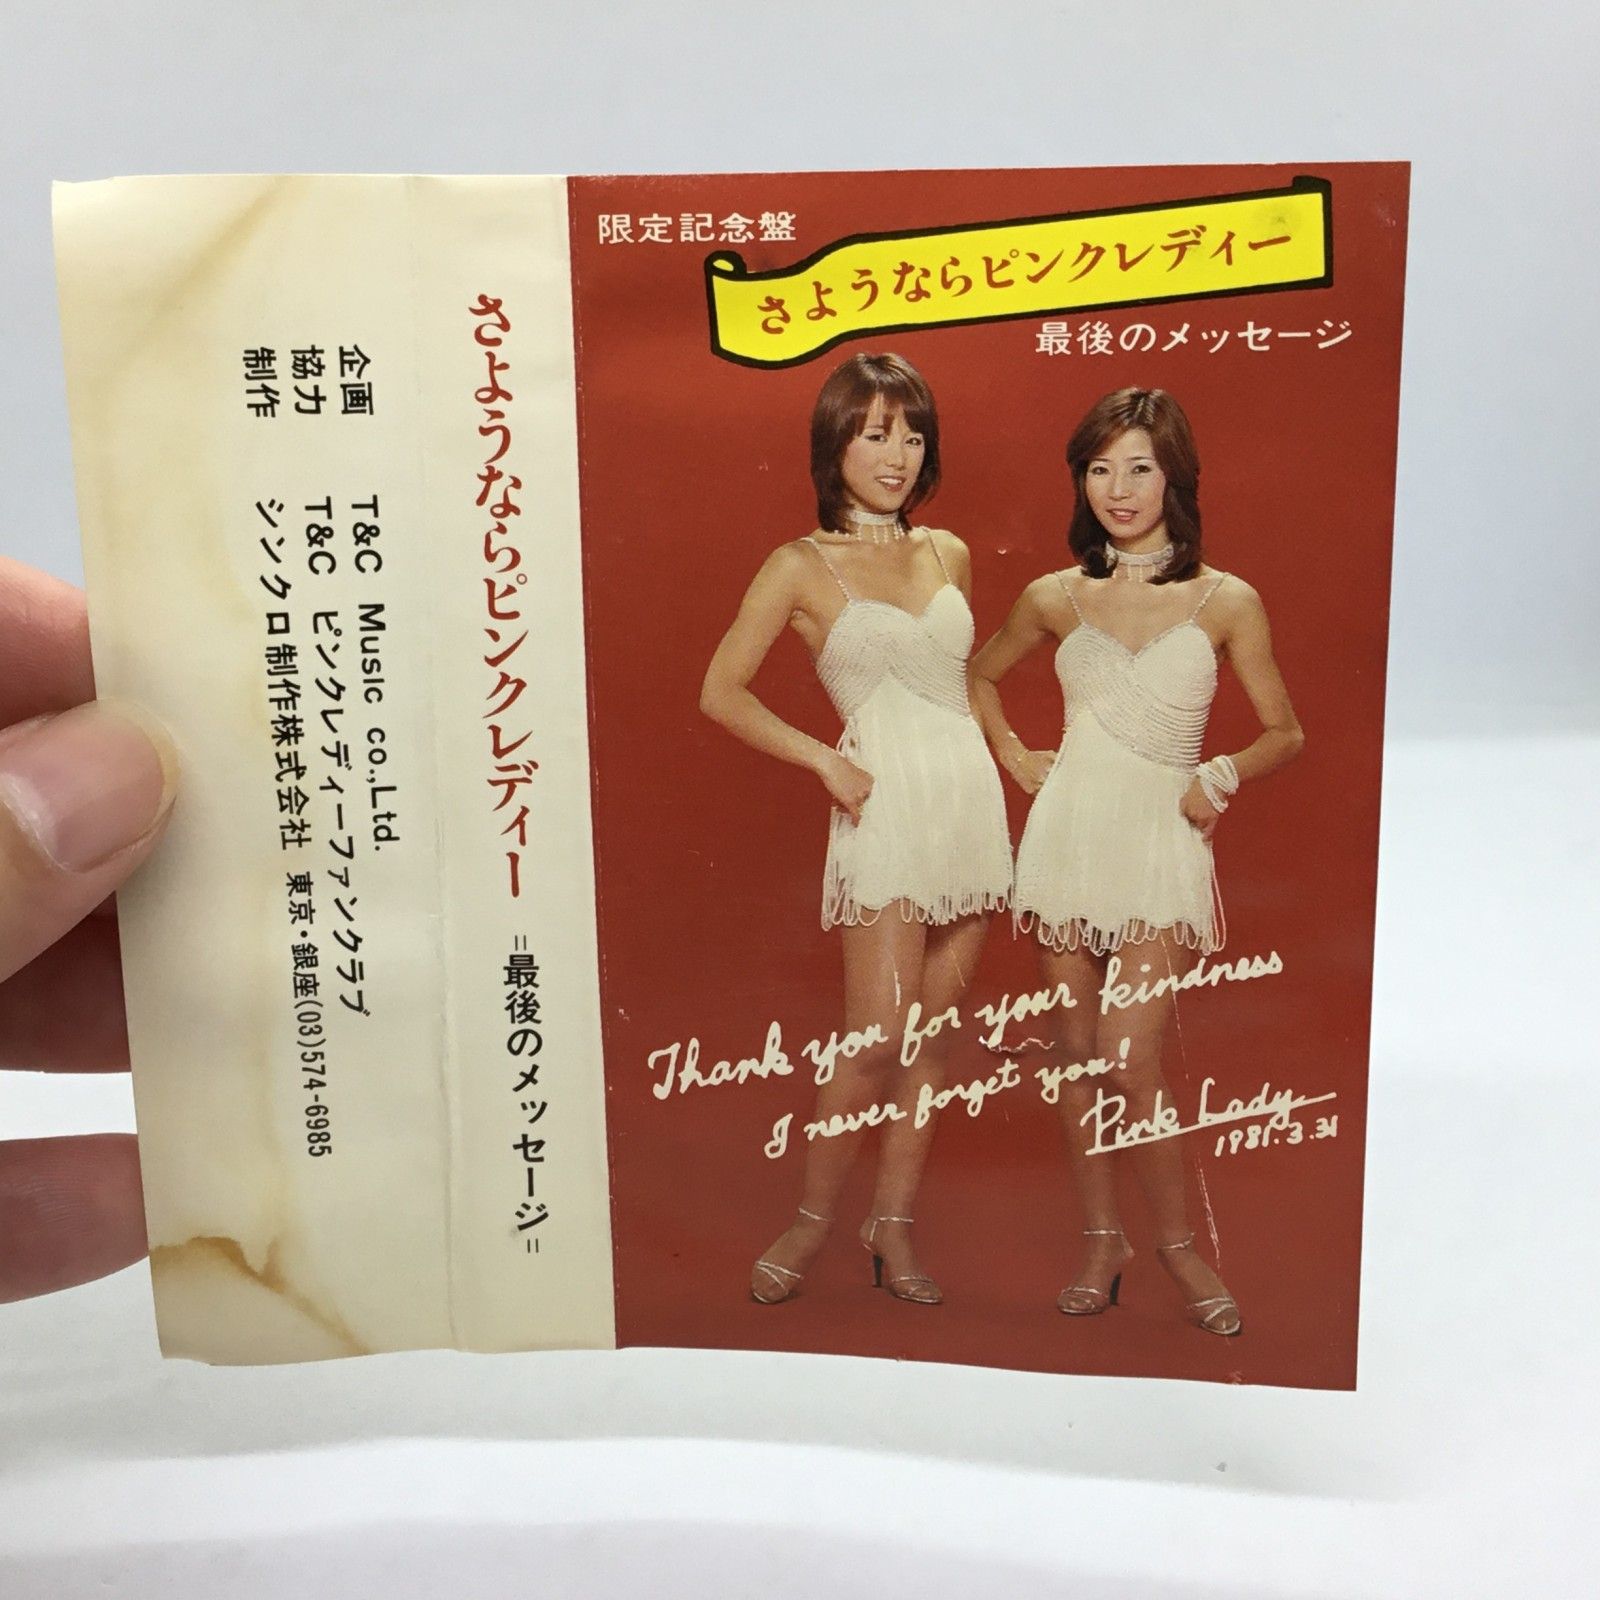 限定記念盤
さようならピンクレディー
最後のメッセージ
Thank you for your kindness
I never forget you!
Pink Lady
1981.3.31
さようならピンクレディー =最後のメッセージ=
企画 T&C Music co.,Ltd.
協力 T&C ピンクレディーファンクラブ
制作 シンクロ制作株式会社 東京・銀座(03)574-6985